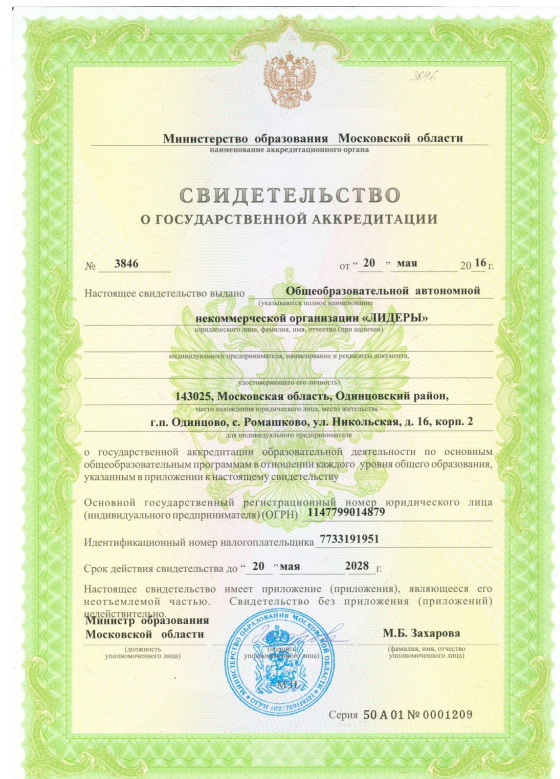 3846
Министерство образования Московской области
наименование аккредитационного органа
СВИДЕТЕЛЬСТВО
О ГОСУДАРСТВЕННОЙ АККРЕДИТАЦИИ
№ 3846 от “ 20 ” мая 20 16 г.
Настоящее свидетельство выдано Общеобразовательной автономной
(указываются полное наименование
некоммерческой организации «ЛИДЕРЫ»
юридического лица, фамилия, имя, отчество (при наличии)
индивидуального предпринимателя, наименование и реквизиты документа,
удостоверяющего его личность)
143025, Московская область, Одинцовский район,
место нахождения юридического лица, место жительства -
г.п. Одинцово, с. Ромашково, ул. Никольская, д. 16, корп. 2
для индивидуального предпринимателя
о государственной аккредитации образовательной деятельности по основным
общеобразовательным программам в отношении каждого уровня общего образования,
указанным в приложении к настоящему свидетельству
Основной государственный регистрационный номер юридического лица
(индивидуального предпринимателя) (ОГРН) 1147799014879
Идентификационный номер налогоплательщика 7733191951
Срок действия свидетельства до “ 20 ” мая 2028 г.
Настоящее свидетельство имеет приложение (приложения), являющееся его
неотъемлемой частью. Свидетельство без приложения (приложений)
недействительно.
Министр образования
Московской области М.Б. Захарова
(должность (подпись (фамилия, имя, отчество
уполномоченного лица) уполномоченного лица) уполномоченного лица)
МИНИСТЕРСТВО ОБРАЗОВАНИЯ МОСКОВСКОЙ ОБЛАСТИ
М.П.
Серия 50 А 01 № 0001209